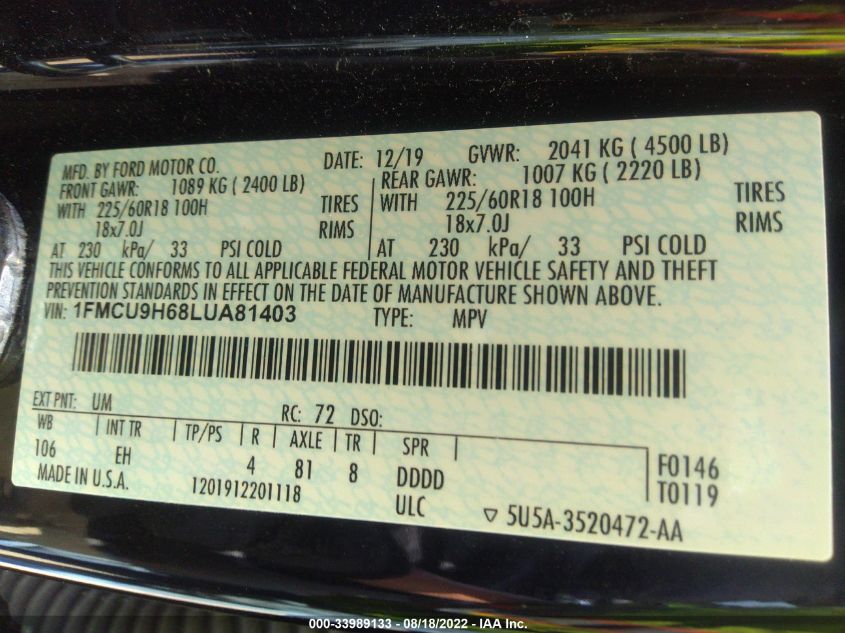 MFD. BY FORD MOTOR CO. DATE: 12/19 GVWR: 2041 KG ( 4500 LB)
FRONT GAWR: 1089 KG ( 2400 LB) REAR GAWR: 1007 KG ( 2220 LB)
WITH 225/60R18 100H TIRES WITH 225/60R18 100H TIRES
18x7.0J RIMS 18x7.0J RIMS
AT 230 kPa/ 33 PSI COLD AT 230 kPa/ 33 PSI COLD
THIS VEHICLE CONFORMS TO ALL APPLICABLE FEDERAL MOTOR VEHICLE SAFETY AND THEFT
PREVENTION STANDARDS IN EFFECT ON THE DATE OF MANUFACTURE SHOWN ABOVE.
VIN: 1FMCU9H68LUA81403 TYPE: MPV
EXT PNT: UM RC: 72 DSO:
WB INT TR TP/PS R AXLE TR SPR
106 EH 4 81 8 DDDD F0146
MADE IN U.S.A. 1201912201118 ULC T0119
5U5A-3520472-AA
000-33989133 - 08/18/2022 - IAA Inc.